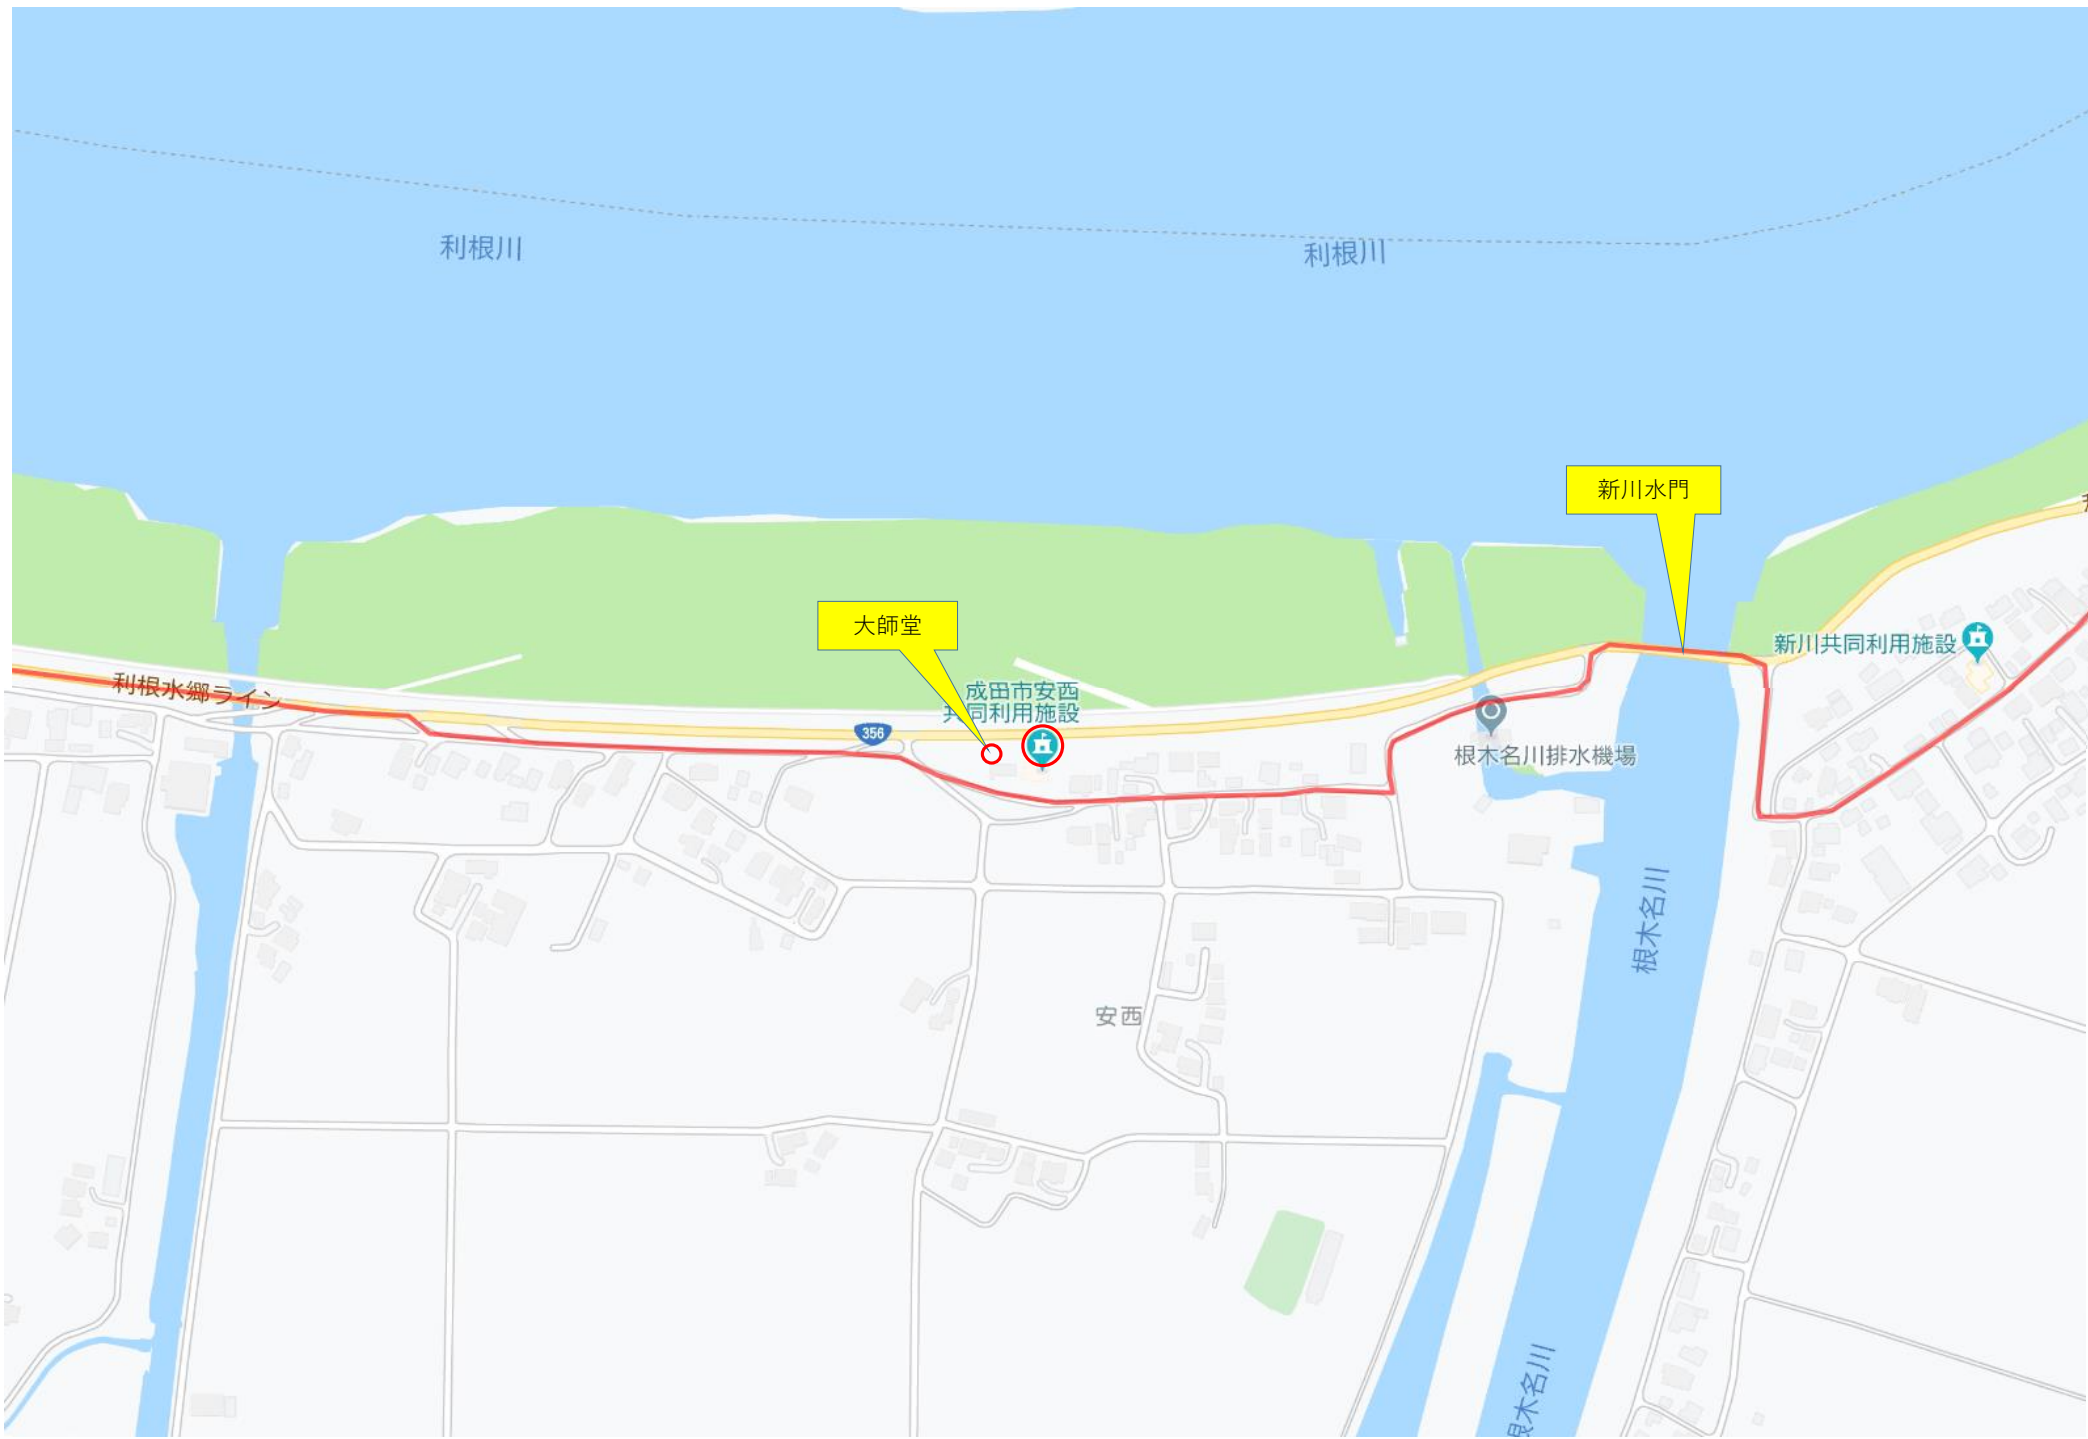 利根川
利根川
新川水門
大師堂
新川共同利用施設
利根水郷ライン
成田市安西
共同利用施設
356
根木名川排水機場
根木名川
安西
根木名川